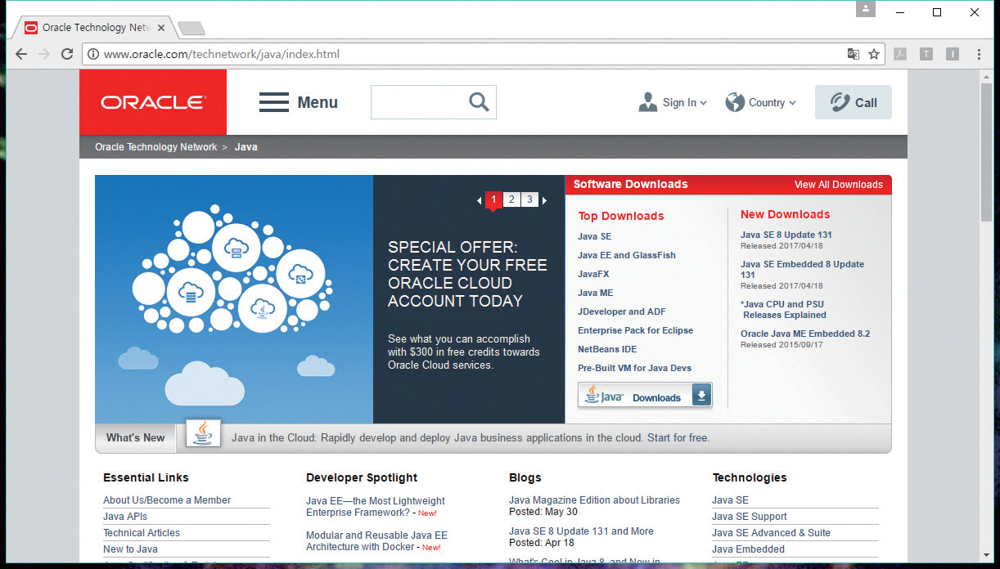 Oracle Technology Netw
www.oracle.com/technetwork/java/index.html
ORACLE
Menu
Sign In
Country
Call
Oracle Technology Network > Java
1 2 3
SPECIAL OFFER:
CREATE YOUR FREE
ORACLE CLOUD
ACCOUNT TODAY
See what you can accomplish
with $300 in free credits towards
Oracle Cloud services.
Software Downloads
View All Downloads
Top Downloads
Java SE
Java EE and GlassFish
JavaFX
Java ME
JDeveloper and ADF
Enterprise Pack for Eclipse
NetBeans IDE
Pre-Built VM for Java Devs
Java Downloads
New Downloads
Java SE 8 Update 131
Released 2017/04/18
Java SE Embedded 8 Update
131
Released 2017/04/18
*Java CPU and PSU
Releases Explained
Oracle Java ME Embedded 8.2
Released 2015/09/17
What's New
Java in the Cloud: Rapidly develop and deploy Java business applications in the cloud. Start for free.
Essential Links
About Us/Become a Member
Java APIs
Technical Articles
New to Java
Developer Spotlight
Java EE—the Most Lightweight
Enterprise Framework? - New!
Modular and Reusable Java EE
Architecture with Docker - New!
Blogs
Java Magazine Edition about Libraries
Posted: May 30
Java SE 8 Update 131 and More
Posted: Apr 18
What's Cool in Java 8, and New in
Technologies
Java SE
Java SE Support
Java SE Advanced & Suite
Java Embedded